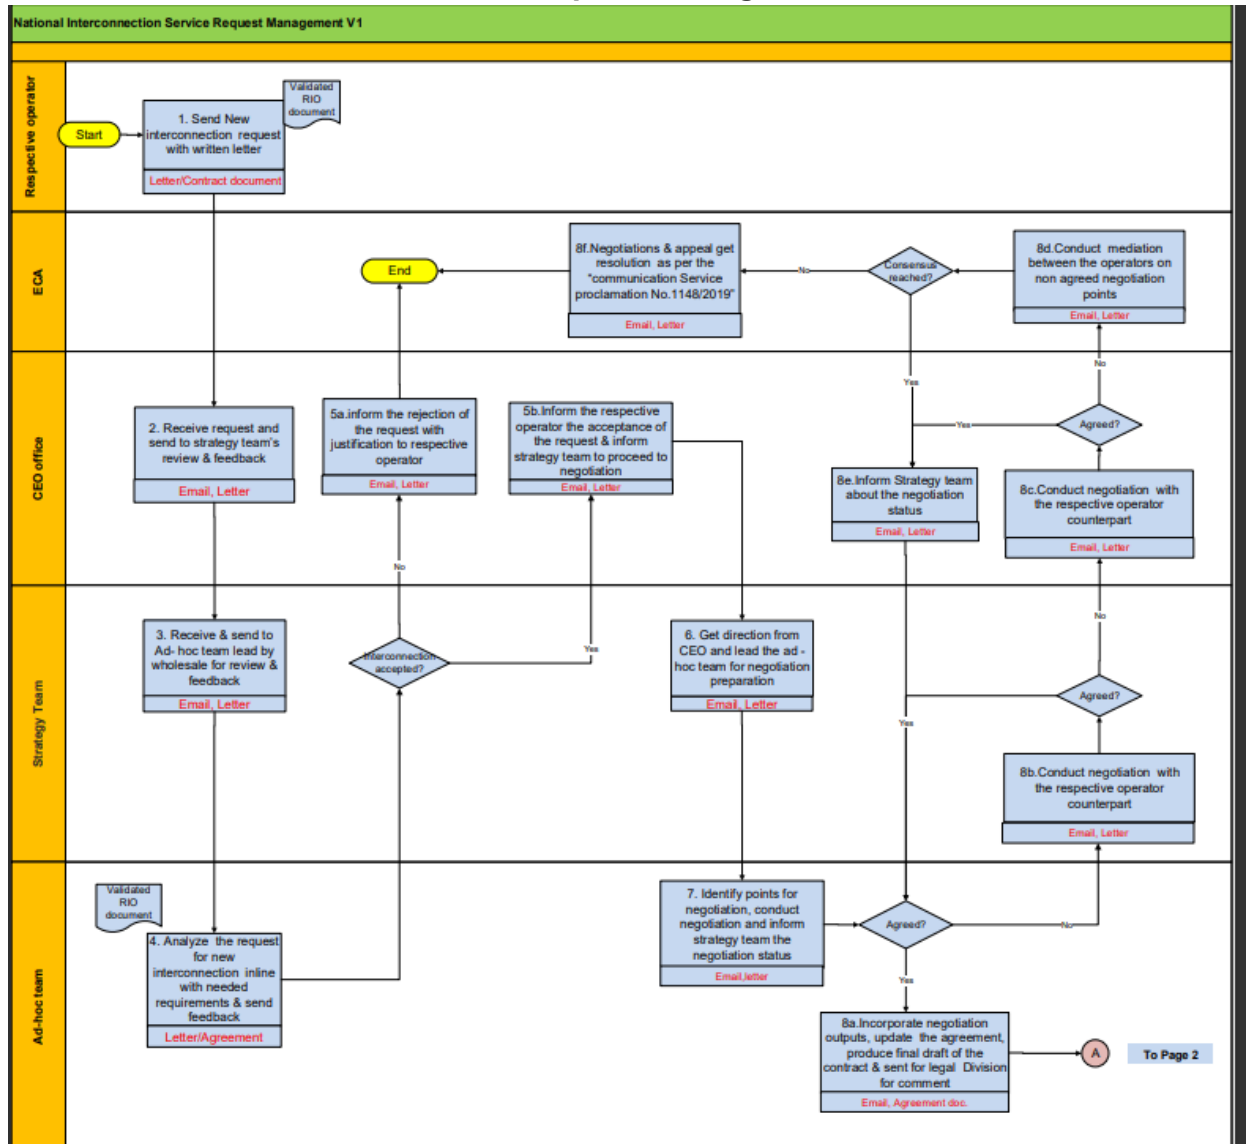 National Interconnection Service Request Management V1
Respective operator
Start
1. Send New
interconnection request
with written letter
Letter/Contract document
Validated
RIO
document
ECA
End
8f.Negotiations & appeal get
resolution as per the
"communication Service
proclamation No.1148/2019"
Email, Letter
No
Consensus
reached?
8d.Conduct mediation
between the operators on
non agreed negotiation
points
Email, Letter
Yes
No
CEO office
2. Receive request and
send to strategy team's
review & feedback
Email, Letter
5a.inform the rejection of
the request with
justification to respective
operator
Email, Letter
5b.Inform the respective
operator the acceptance of
the request & inform
strategy team to proceed to
negotiation
Email, Letter
Yes
Agreed?
8e.Inform Strategy team
about the negotiation
status
Email, Letter
8c.Conduct negotiation with
the respective operator
counterpart
Email, Letter
No
No
Strategy Team
3. Receive & send to
Ad- hoc team lead by
wholesale for review &
feedback
Email, Letter
Interconnection
accepted?
Yes
6. Get direction from
CEO and lead the ad -
hoc team for negotiation
preparation
Email, Letter
Agreed?
Yes
8b.Conduct negotiation with
the respective operator
counterpart
Email, Letter
Ad-hoc team
Validated
RIO
document
4. Analyze the request
for new
interconnection inline
with needed
requirements & send
feedback
Letter/Agreement
7. Identify points for
negotiation, conduct
negotiation and inform
strategy team the
negotiation status
Email,letter
Agreed?
No
Yes
8a.Incorporate negotiation
outputs, update the agreement,
produce final draft of the
contract & sent for legal Division
for comment
Email, Agreement doc.
A
To Page 2